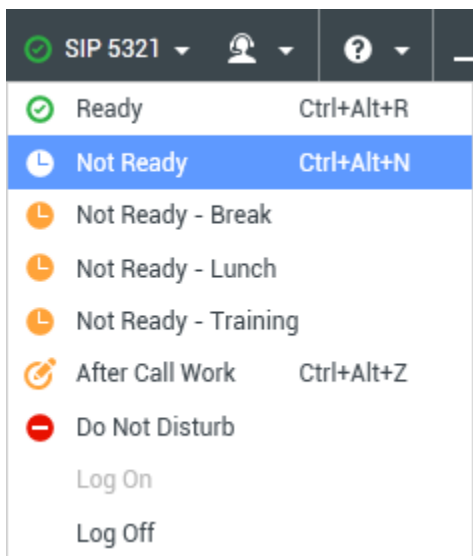 SIP 5321
Ready Ctrl+Alt+R
Not Ready Ctrl+Alt+N
Not Ready - Break
Not Ready - Lunch
Not Ready - Training
After Call Work Ctrl+Alt+Z
Do Not Disturb
Log On
Log Off